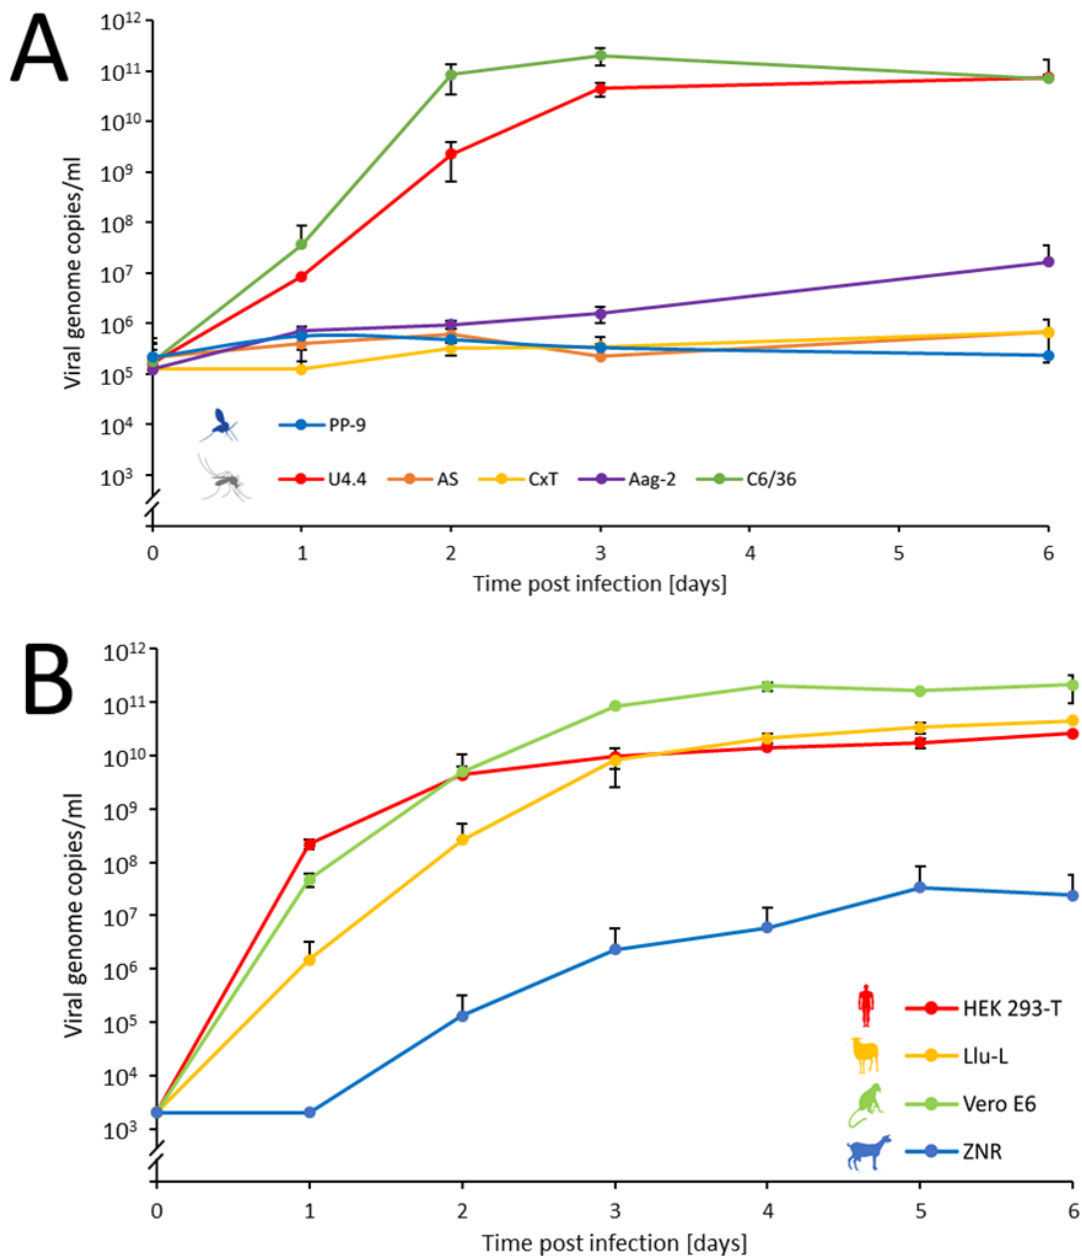 A
10¹²
10¹¹
10¹⁰
10⁹
10⁸
10⁷
10⁶
10⁵
10⁴
10³
Viral genome copies/ml
PP-9
U4.4 AS CxT Aag-2 C6/36
0 1 2 3 4 5 6
Time post infection [days]
B
10¹²
10¹¹
10¹⁰
10⁹
10⁸
10⁷
10⁶
10⁵
10⁴
10³
Viral genome copies/ml
HEK 293-T
Llu-L
Vero E6
ZNR
0 1 2 3 4 5 6
Time post infection [days]